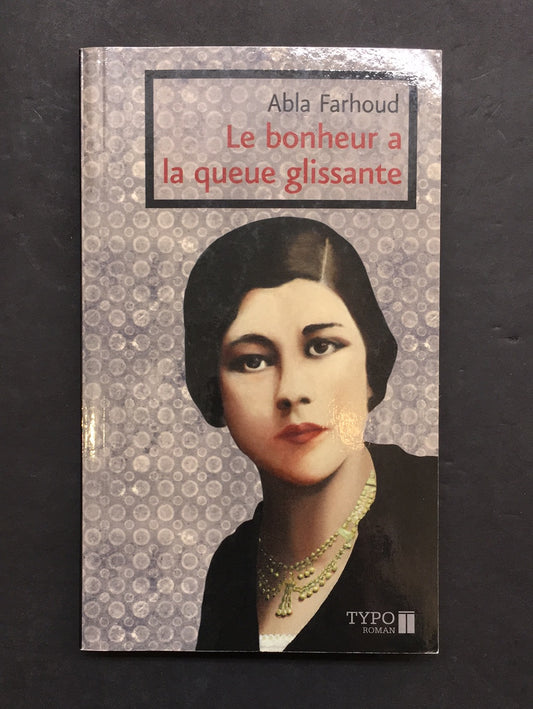 Abla Farhoud
Le bonheur a
la queue glissante
TYPO
ROMAN